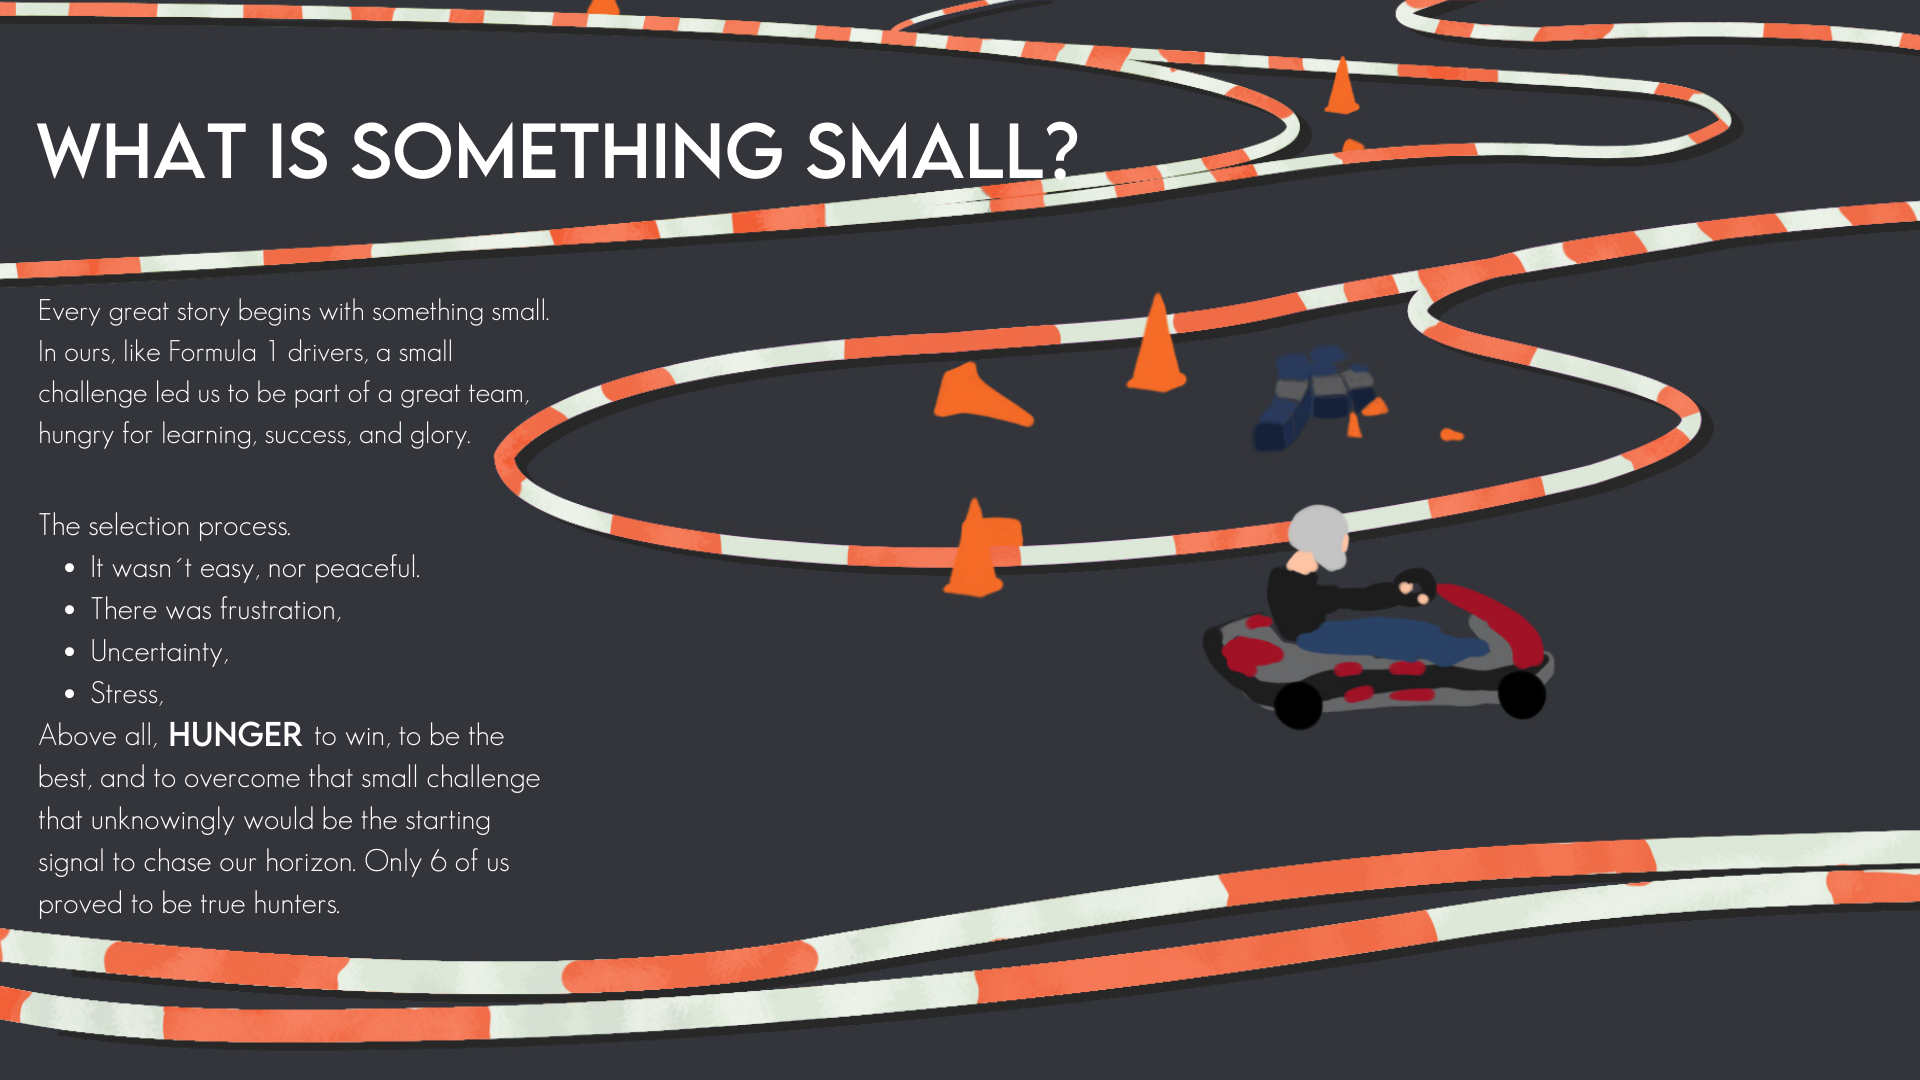 WHAT IS SOMETHING SMALL?
Every great story begins with something small.
In ours, like Formula 1 drivers, a small
challenge led us to be part of a great team,
hungry for learning, success, and glory.
The selection process.
• It wasn´t easy, nor peaceful.
• There was frustration,
• Uncertainty,
• Stress,
Above all, HUNGER to win, to be the
best, and to overcome that small challenge
that unknowingly would be the starting
signal to chase our horizon. Only 6 of us
proved to be true hunters.